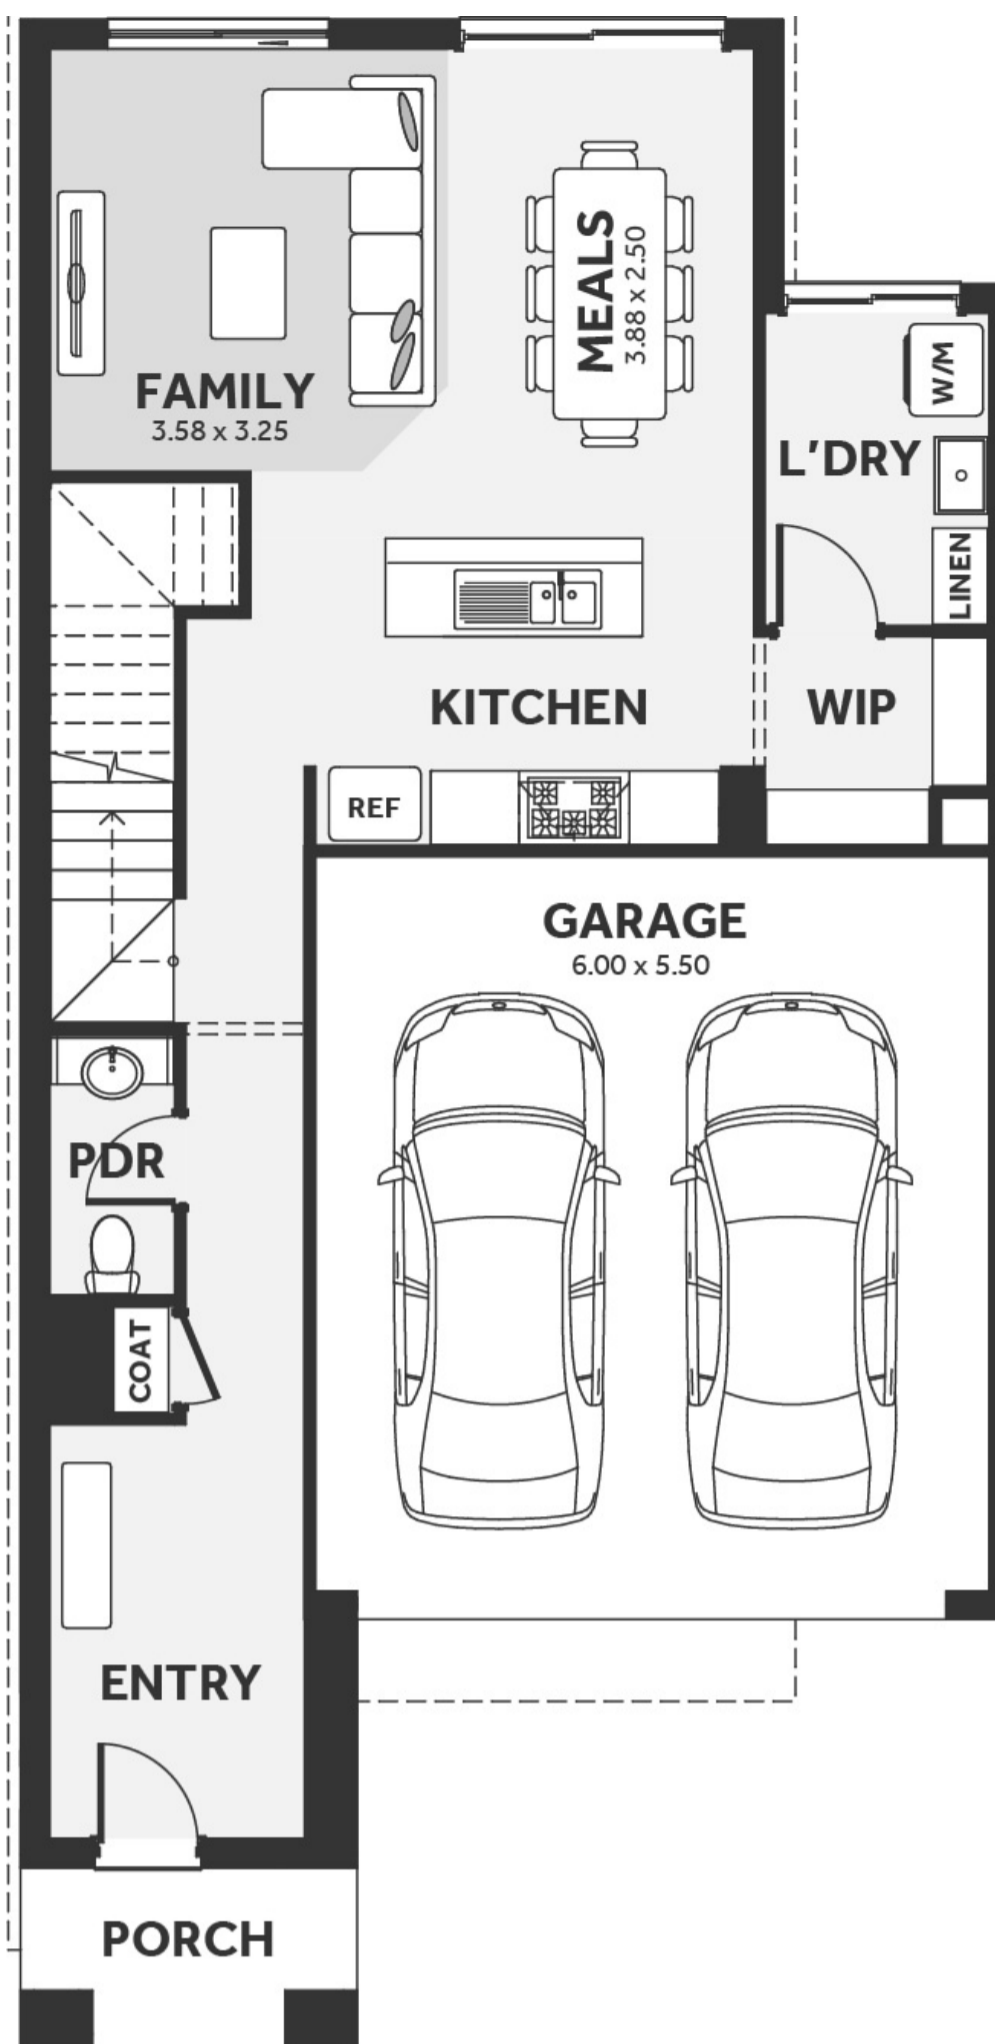 FAMILY
3.58 x 3.25
MEALS
3.88 x 2.50
W/M
L'DRY
LINEN
KITCHEN
WIP
REF
GARAGE
6.00 x 5.50
PDR
COAT
ENTRY
PORCH